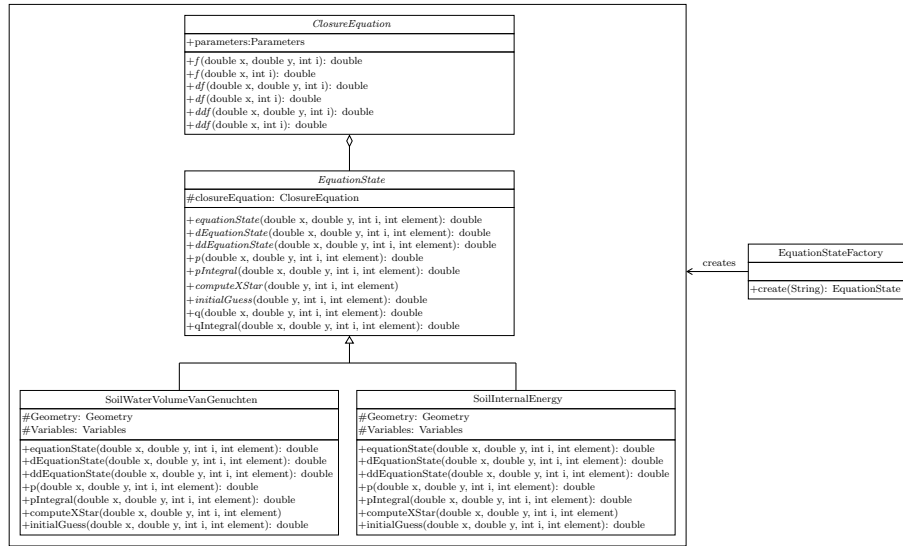 ClosureEquation
+parameters:Parameters
+f(double x, double y, int i): double
+f(double x, int i): double
+df(double x, double y, int i): double
+df(double x, int i): double
+ddf(double x, double y, int i): double
+ddf(double x, int i): double
EquationState
#closureEquation: ClosureEquation
+equationState(double x, double y, int i, int element): double
+dEquationState(double x, double y, int i, int element): double
+ddEquationState(double x, double y, int i, int element): double
+p(double x, double y, int i, int element): double
+pIntegral(double x, double y, int i, int element): double
+computeXStar(double y, int i, int element)
+initialGuess(double y, int i, int element): double
+q(double x, double y, int i, int element): double
+qIntegral(double x, double y, int i, int element): double
creates
EquationStateFactory
+create(String): EquationState
SoilWaterVolumeVanGenuchten
#Geometry: Geometry
#Variables: Variables
+equationState(double x, double y, int i, int element): double
+dEquationState(double x, double y, int i, int element): double
+ddEquationState(double x, double y, int i, int element): double
+p(double x, double y, int i, int element): double
+pIntegral(double x, double y, int i, int element): double
+computeXStar(double x, double y, int i, int element)
+initialGuess(double x, double y, int i, int element): double
SoilInternalEnergy
#Geometry: Geometry
#Variables: Variables
+equationState(double x, double y, int i, int element): double
+dEquationState(double x, double y, int i, int element): double
+ddEquationState(double x, double y, int i, int element): double
+p(double x, double y, int i, int element): double
+pIntegral(double x, double y, int i, int element): double
+computeXStar(double x, double y, int i, int element)
+initialGuess(double x, double y, int i, int element): double